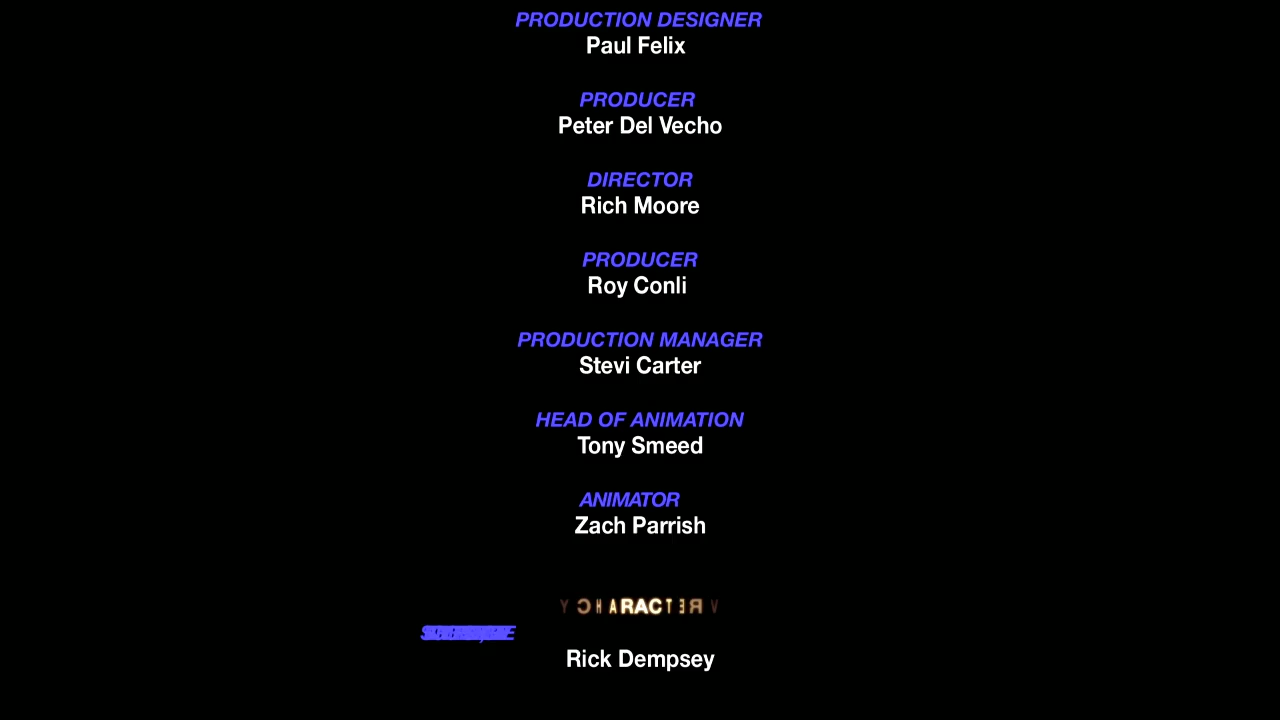 PRODUCTION DESIGNER
Paul Felix
PRODUCER
Peter Del Vecho
DIRECTOR
Rich Moore
PRODUCER
Roy Conli
PRODUCTION MANAGER
Stevi Carter
HEAD OF ANIMATION
Tony Smeed
ANIMATOR
Zach Parrish
Rick Dempsey